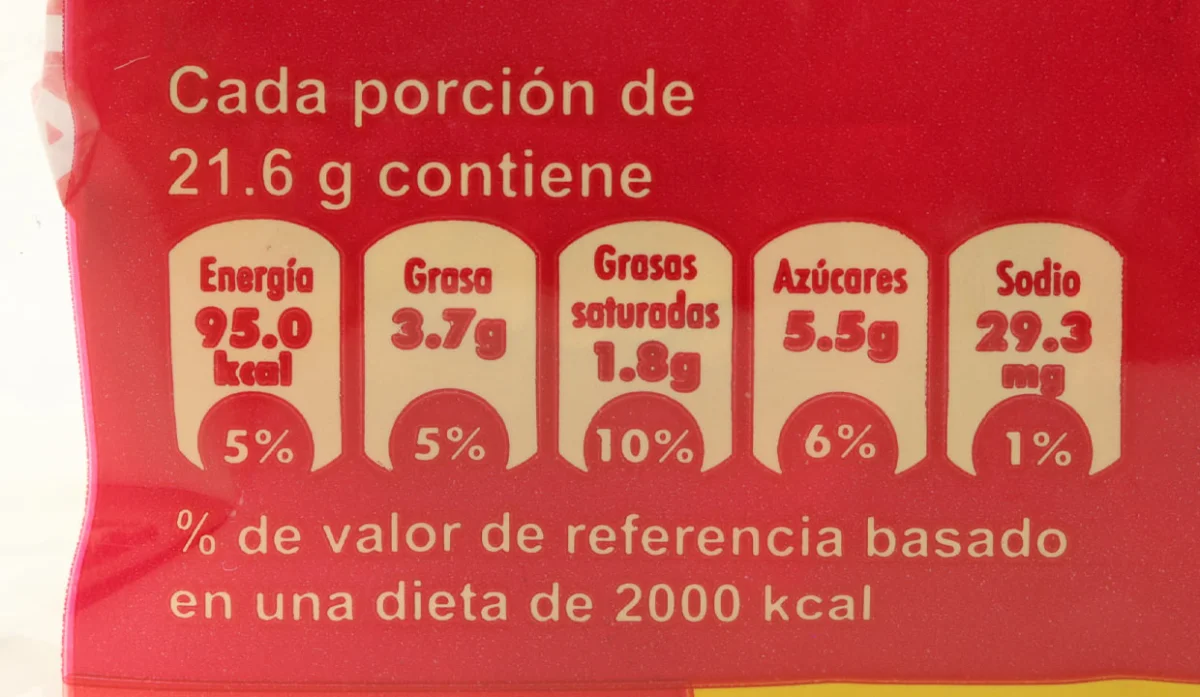 Cada porción de
21.6 g contiene
Energía
95.0
kcal
5%
Grasa
3.7g
5%
Grasas
saturadas
1.8g
10%
Azúcares
5.5g
6%
Sodio
29.3
mg
1%
% de valor de referencia basado
en una dieta de 2000 kcal